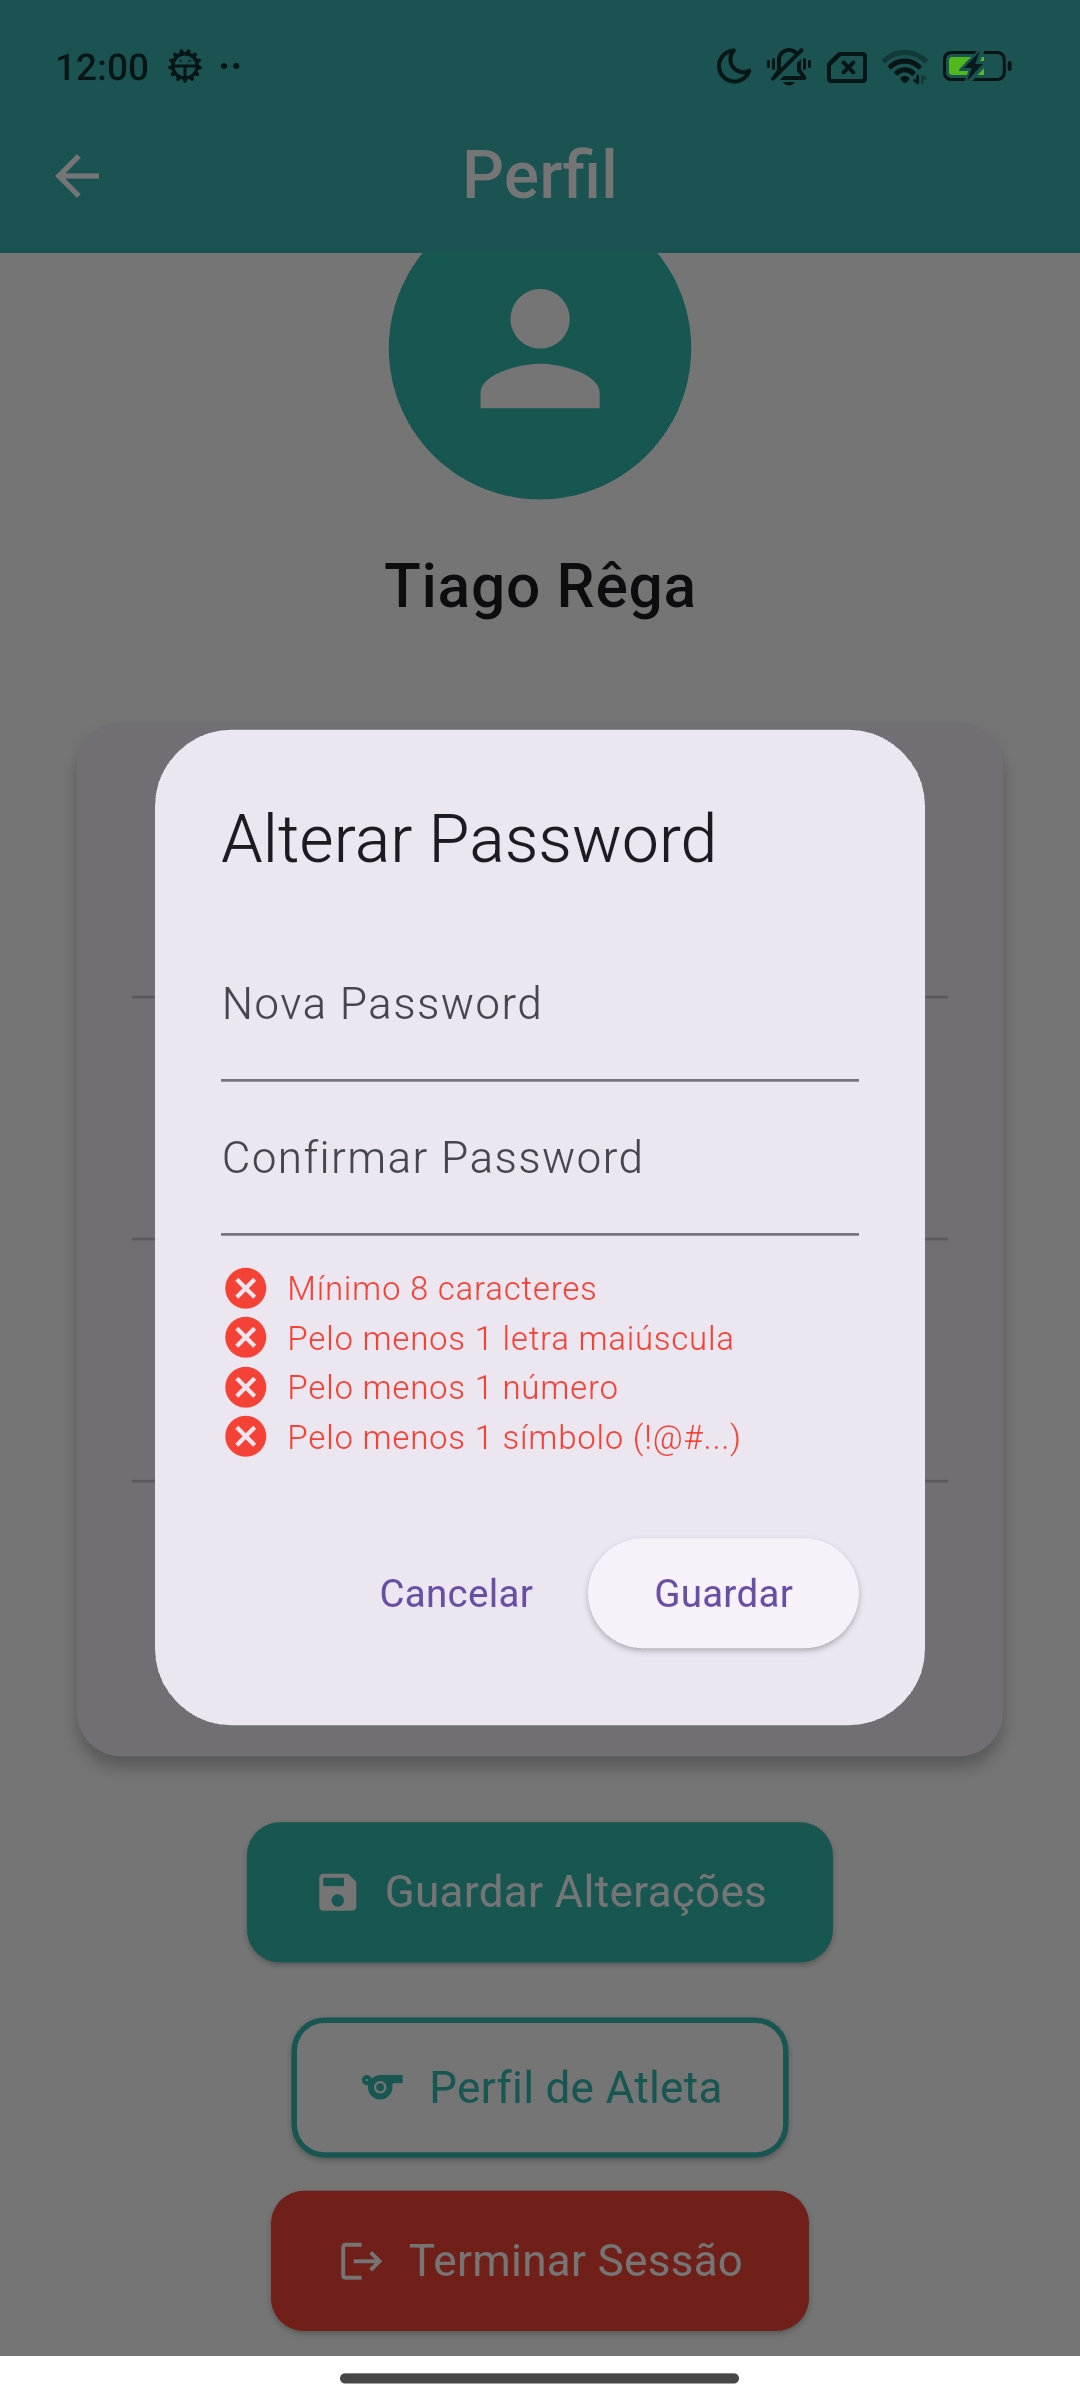 12:00
Perfil
Tiago Rêga
Alterar Password
Nova Password
Confirmar Password
Mínimo 8 caracteres
Pelo menos 1 letra maiúscula
Pelo menos 1 número
Pelo menos 1 símbolo (!@#...)
Cancelar
Guardar
Guardar Alterações
Perfil de Atleta
Terminar Sessão